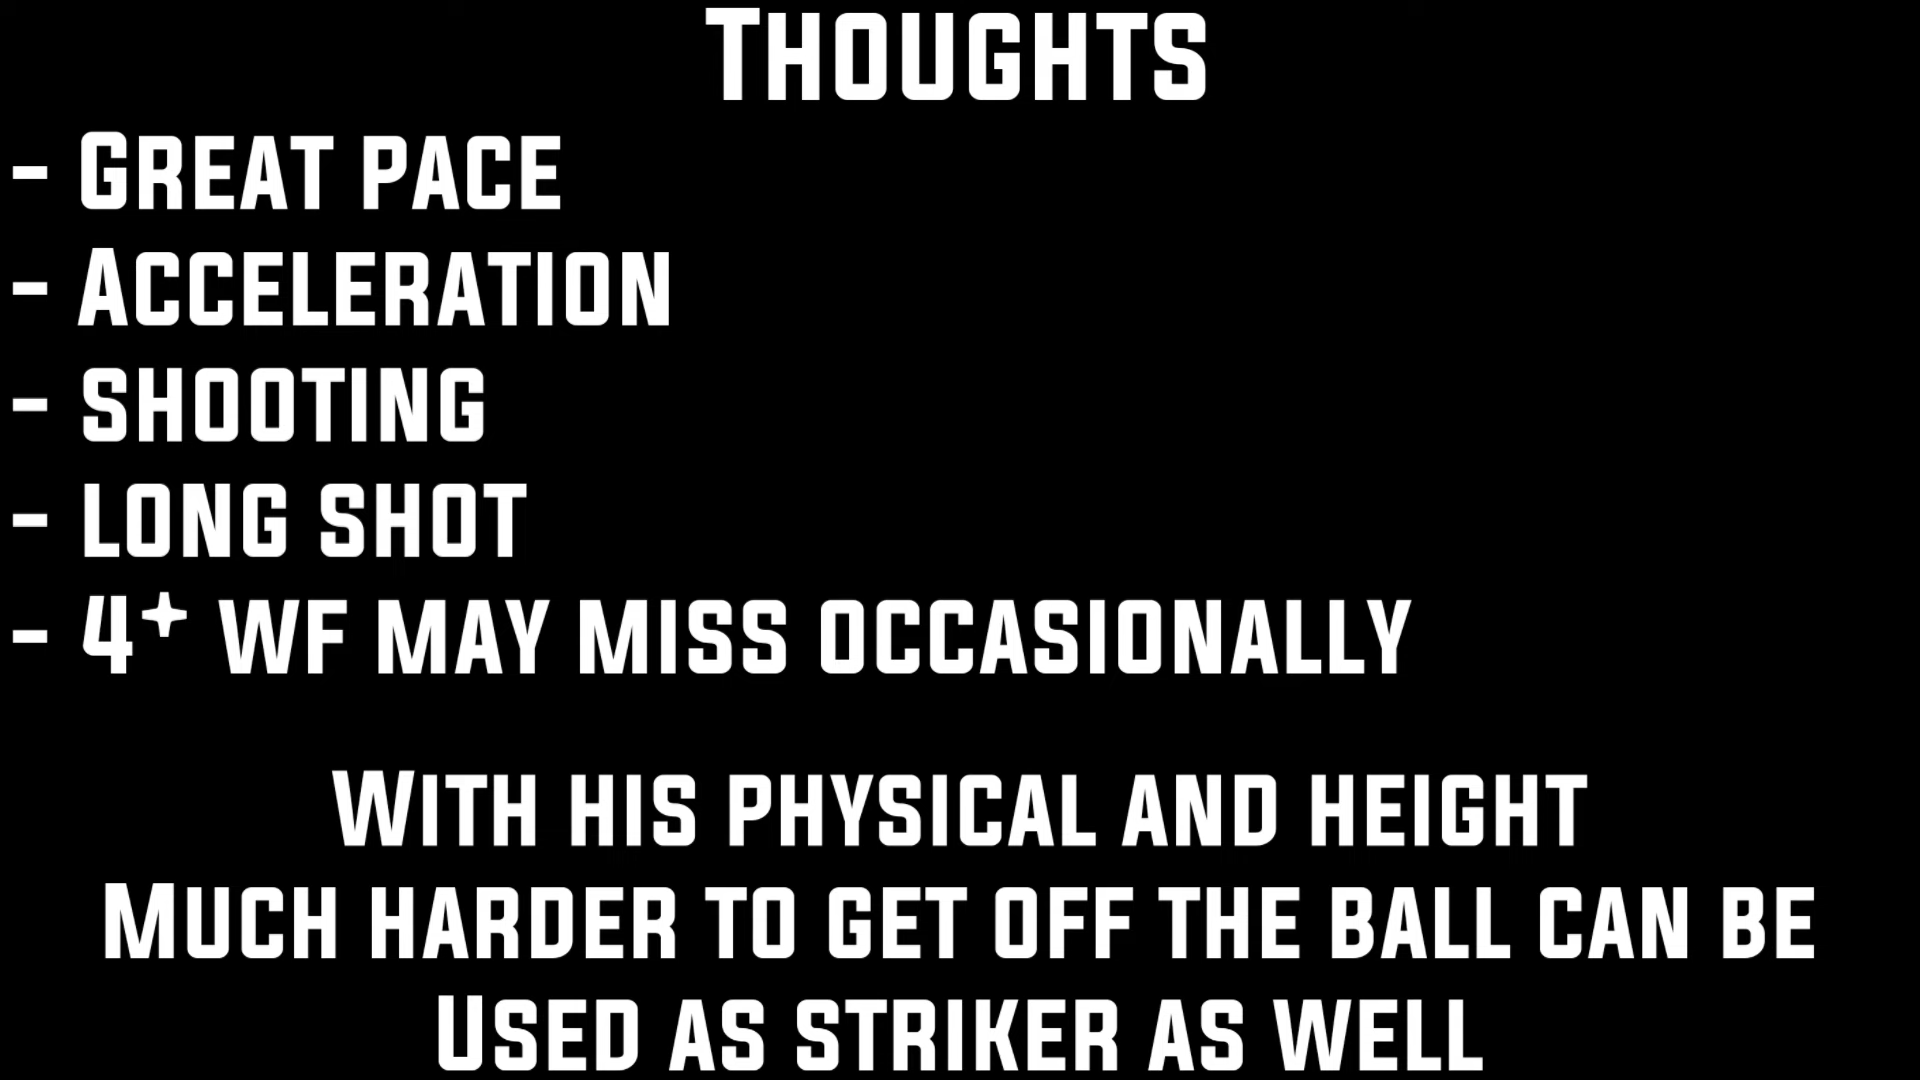 Thoughts
- Great pace
- Acceleration
- shooting
- long shot
- 4+ wf may miss occasionally
With his physical and height
Much harder to get off the ball can be
Used as striker as well